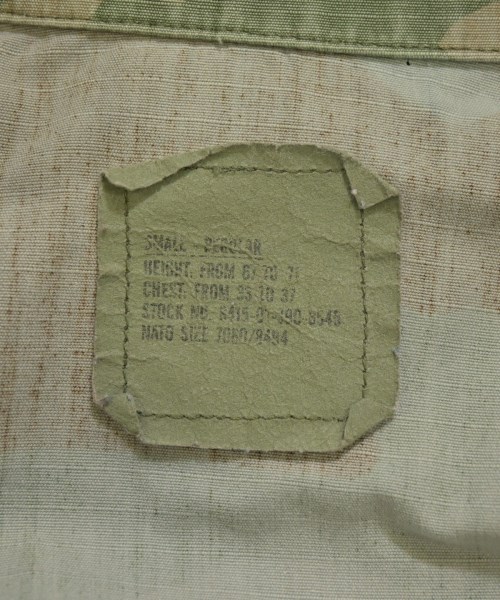 SMALL - REGULAR
HEIGHT. FROM 67 TO 71
CHEST. FROM 33 TO 37
STOCK NO. 8415-01-390-8545
NATO SIZE 7080/8494